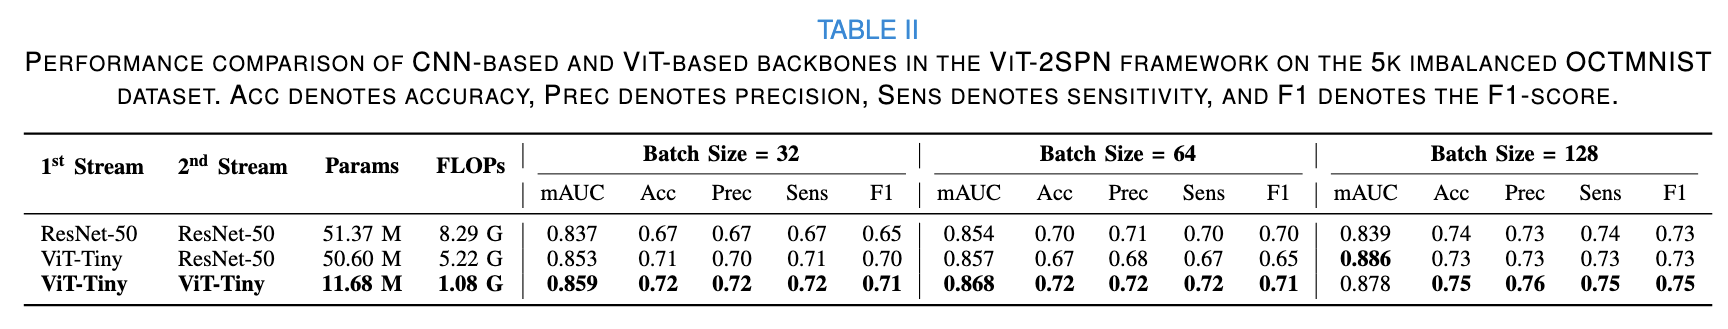 TABLE II
PERFORMANCE COMPARISON OF CNN-BASED AND VIT-BASED BACKBONES IN THE VIT-2SPN FRAMEWORK ON THE 5K IMBALANCED OCTMNIST
DATASET. ACC DENOTES ACCURACY, PREC DENOTES PRECISION, SENS DENOTES SENSITIVITY, AND F1 DENOTES THE F1-SCORE.
1st Stream 2nd Stream Params FLOPs Batch Size = 32 Batch Size = 64 Batch Size = 128
mAUC Acc Prec Sens F1 mAUC Acc Prec Sens F1 mAUC Acc Prec Sens F1
ResNet-50 ResNet-50 51.37 M 8.29 G 0.837 0.67 0.67 0.67 0.65 0.854 0.70 0.71 0.70 0.70 0.839 0.74 0.73 0.74 0.73
ViT-Tiny ResNet-50 50.60 M 5.22 G 0.853 0.71 0.70 0.71 0.70 0.857 0.67 0.68 0.67 0.65 0.886 0.73 0.73 0.73 0.73
ViT-Tiny ViT-Tiny 11.68 M 1.08 G 0.859 0.72 0.72 0.72 0.71 0.868 0.72 0.72 0.72 0.71 0.878 0.75 0.76 0.75 0.75